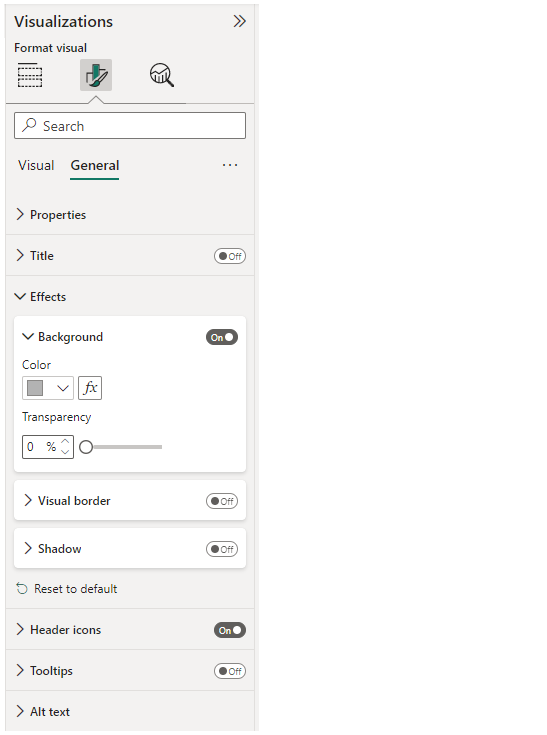 Visualizations
Format visual
Search
Visual General ...
Properties
Title Off
Effects
Background On
Color
fx
Transparency
0 %
Visual border Off
Shadow Off
Reset to default
Header icons On
Tooltips Off
Alt text